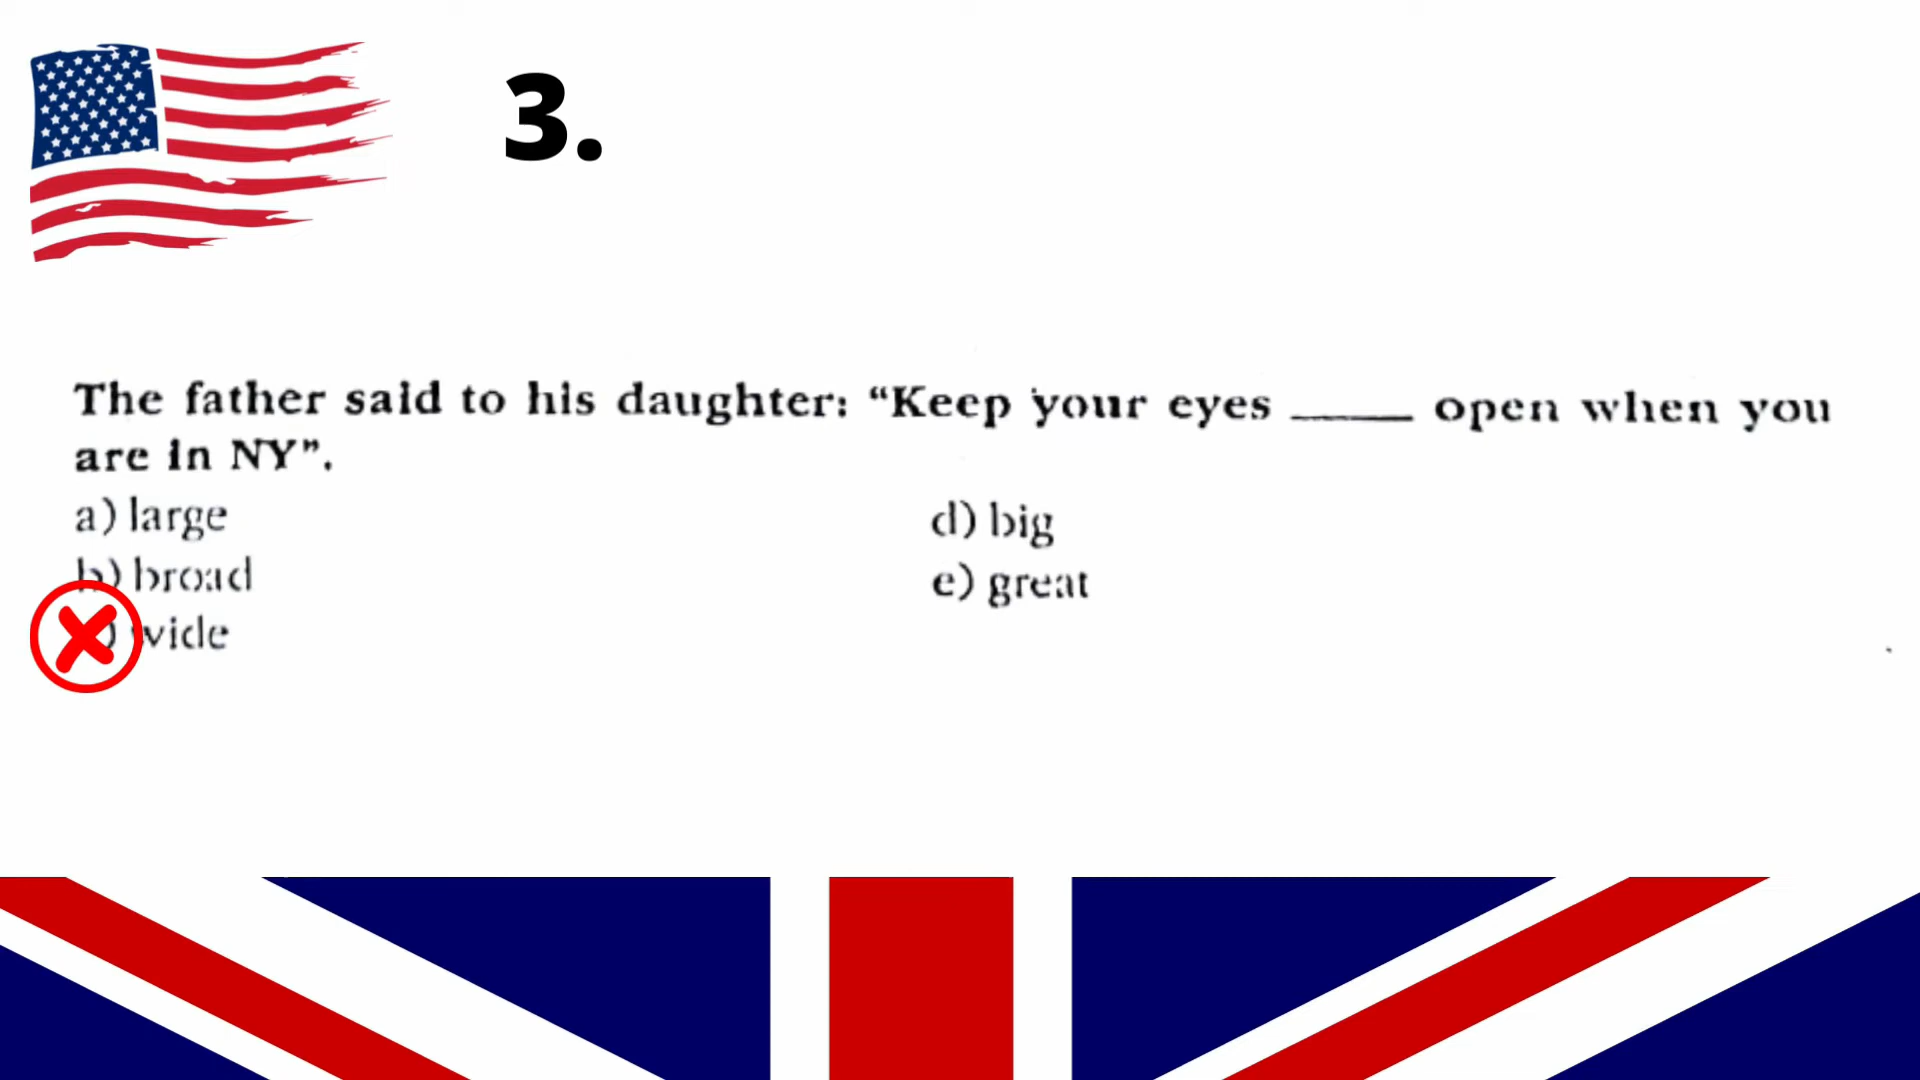 3.
The father said to his daughter: “Keep your eyes _____ open when you
are in NY”.
a) large
b) broad
) wide
d) big
e) great